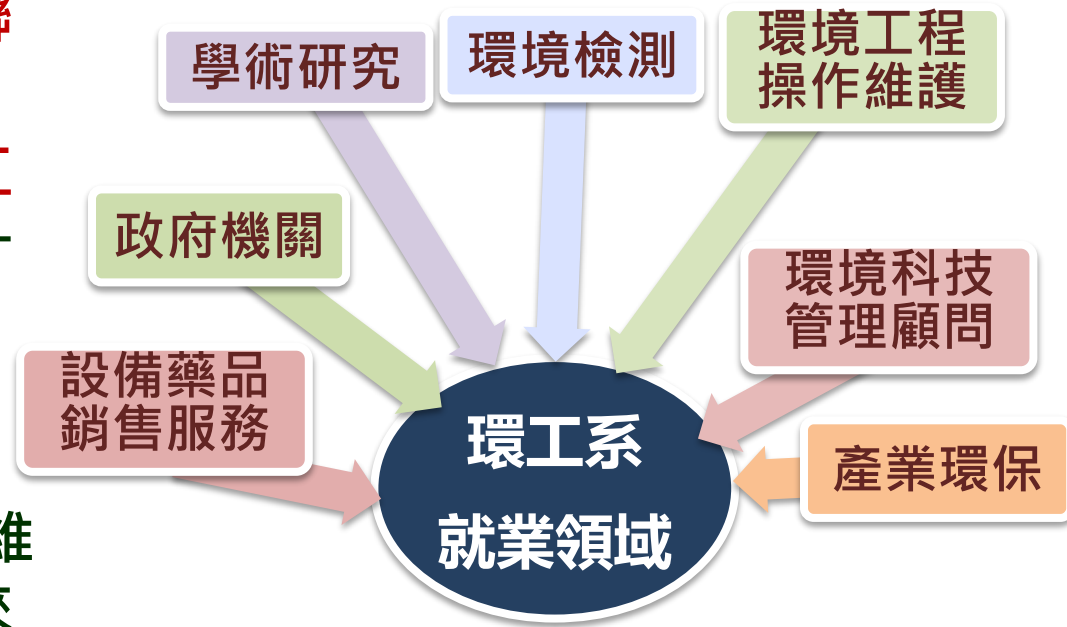 學術研究
環境檢測
環境工程
操作維護
政府機關
環境科技
管理顧問
設備藥品
銷售服務
產業環保
環工系
就業領域
維